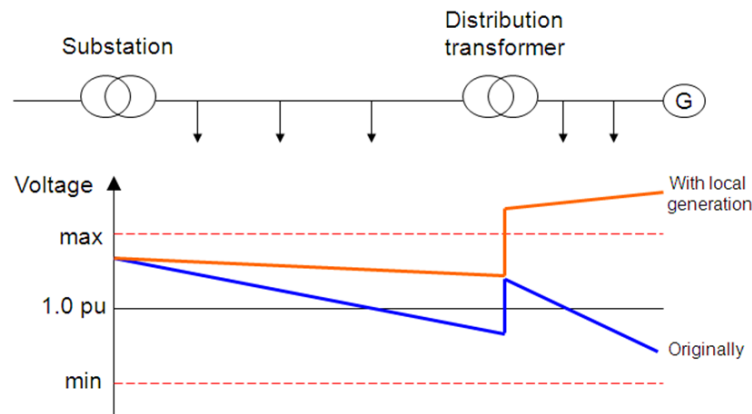 Substation
Distribution
transformer
G
Voltage
max
1.0 pu
min
With local
generation
Originally